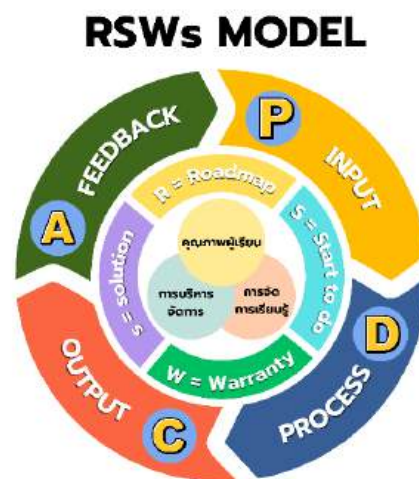 RSWs MODEL
P
INPUT
D
PROCESS
C
OUTPUT
A
FEEDBACK
R = Roadmap
S = Start to do
W = Warranty
s = solution
คุณภาพผู้เรียน
การบริหาร
จัดการ
การจัด
การเรียนรู้